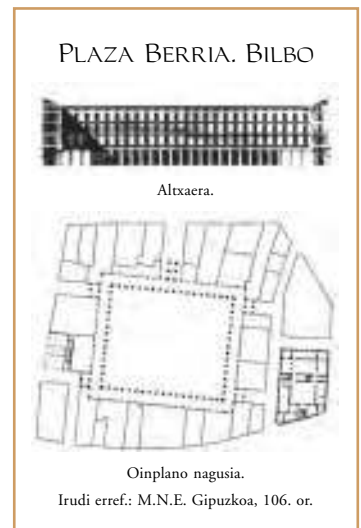 PLAZA BERRIA. BILBO
Altxaera.
Oinplano nagusia.
Irudi erref.: M.N.E. Gipuzkoa, 106. or.